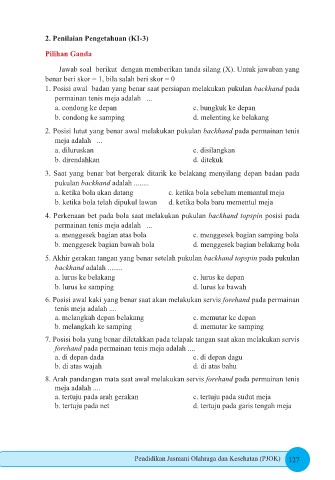 2. Penilaian Pengetahuan (KI-3)
Pilihan Ganda
Jawab soal berikut dengan memberikan tanda silang (X). Untuk jawaban yang
benar beri skor = 1, bila salah beri skor = 0
1. Posisi awal badan yang benar saat persiapan melakukan pukulan backhand pada
permainan tenis meja adalah ...
a. condong ke depan c. bungkuk ke depan
b. condong ke samping d. melenting ke belakang
2. Posisi lutut yang benar awal melakukan pukulan backhand pada permainan tenis
meja adalah ...
a. diluruskan c. disilangkan
b. direndahkan d. ditekuk
3. Saat yang benar bat bergerak ditarik ke belakang menyilang depan badan pada
pukulan backhand adalah ........
a. ketika bola akan datang c. ketika bola sebelum memantul meja
b. ketika bola telah dipukul lawan d. ketika bola baru memantul meja
4. Perkenaan bet pada bola saat melakukan pukulan backhand topspin posisi pada
permainan tenis meja adalah ...
a. menggesek bagian atas bola c. menggesek bagian samping bola
b. menggesek bagian bawah bola d. menggesek bagian belakang bola
5. Akhir gerakan tangan yang benar setelah pukulan backhand topspin pada pukulan
backhand adalah ........
a. lurus ke belakang c. lurus ke depan
b. lurus ke samping d. lurus ke bawah
6. Posisi awal kaki yang benar saat akan melakukan servis forehand pada permainan
tenis meja adalah ....
a. melangkah depan belakang c. memutar ke depan
b. melangkah ke samping d. memutar ke samping
7. Posisi bola yang benar diletakkan pada telapak tangan saat akan melakukan servis
forehand pada permainan tenis meja adalah ....
a. di depan dada c. di depan dagu
b. di atas wajah d. di atas bahu
8. Arah pandangan mata saat awal melakukan servis forehand pada permainan tenis
meja adalah ....
a. tertuju pada arah gerakan c. tertuju pada sudut meja
b. tertuju pada net d. tertuju pada garis tengah meja
Pendidikan Jasmani Olahraga dan Kesehatan (PJOK) 127